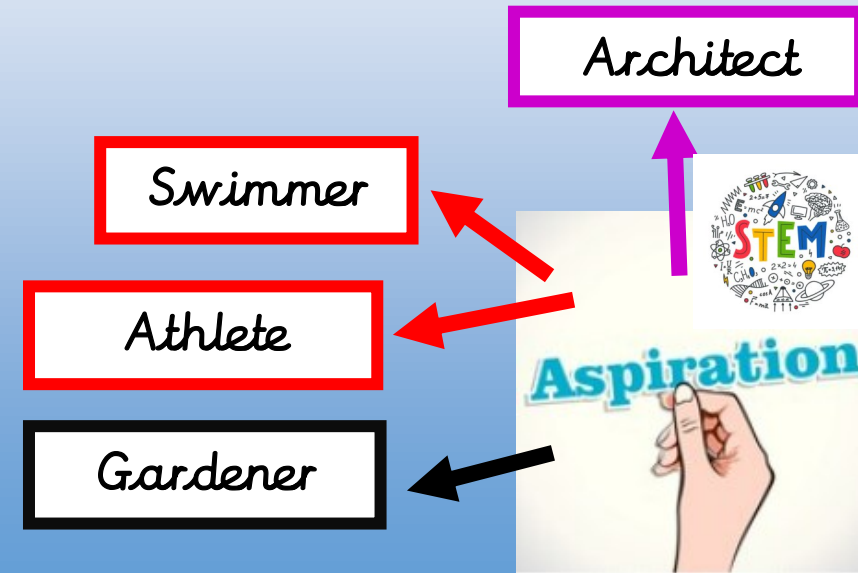 Architect
Swimmer
STEM
Athlete
Aspiration
Gardener